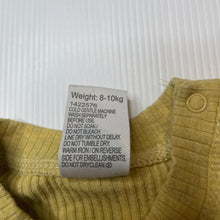 Weight: 8-10kg
1422576
COLD GENTLE MACHINE
WASH SEPARATELY
BEFORE USE.
DO NOT SOAK/
DO NOT BLEACH.
LINE DRY WITHOUT DELAY.
DO NOT TUMBLE DRY.
WARM IRON / ON REVERSE
SIDE FOR EMBELLISHMENTS.
DO NOT DRYCLEAN.